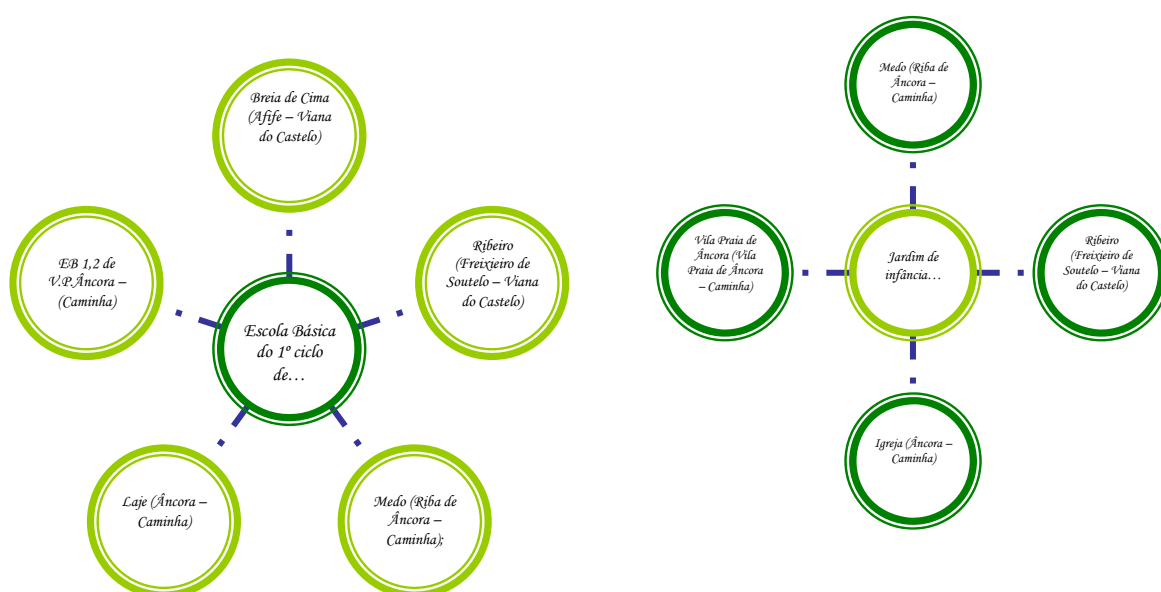 Breia de Cima
(Afife – Viana
do Castelo)
EB 1,2 de
V.P.Âncora –
(Caminha)
Ribeiro
(Freixieiro de
Soutelo – Viana
do Castelo)
Escola Básica
do 1º ciclo
de…
Laje (Âncora –
Caminha)
Medo (Riba de
Âncora –
Caminha);
Medo (Riba de
Âncora –
Caminha)
Vila Praia de
Âncora (Vila
Praia de Âncora
– Caminha)
Jardim de
infância…
Ribeiro
(Freixieiro de
Soutelo – Viana
do Castelo)
Igreja (Âncora –
Caminha)